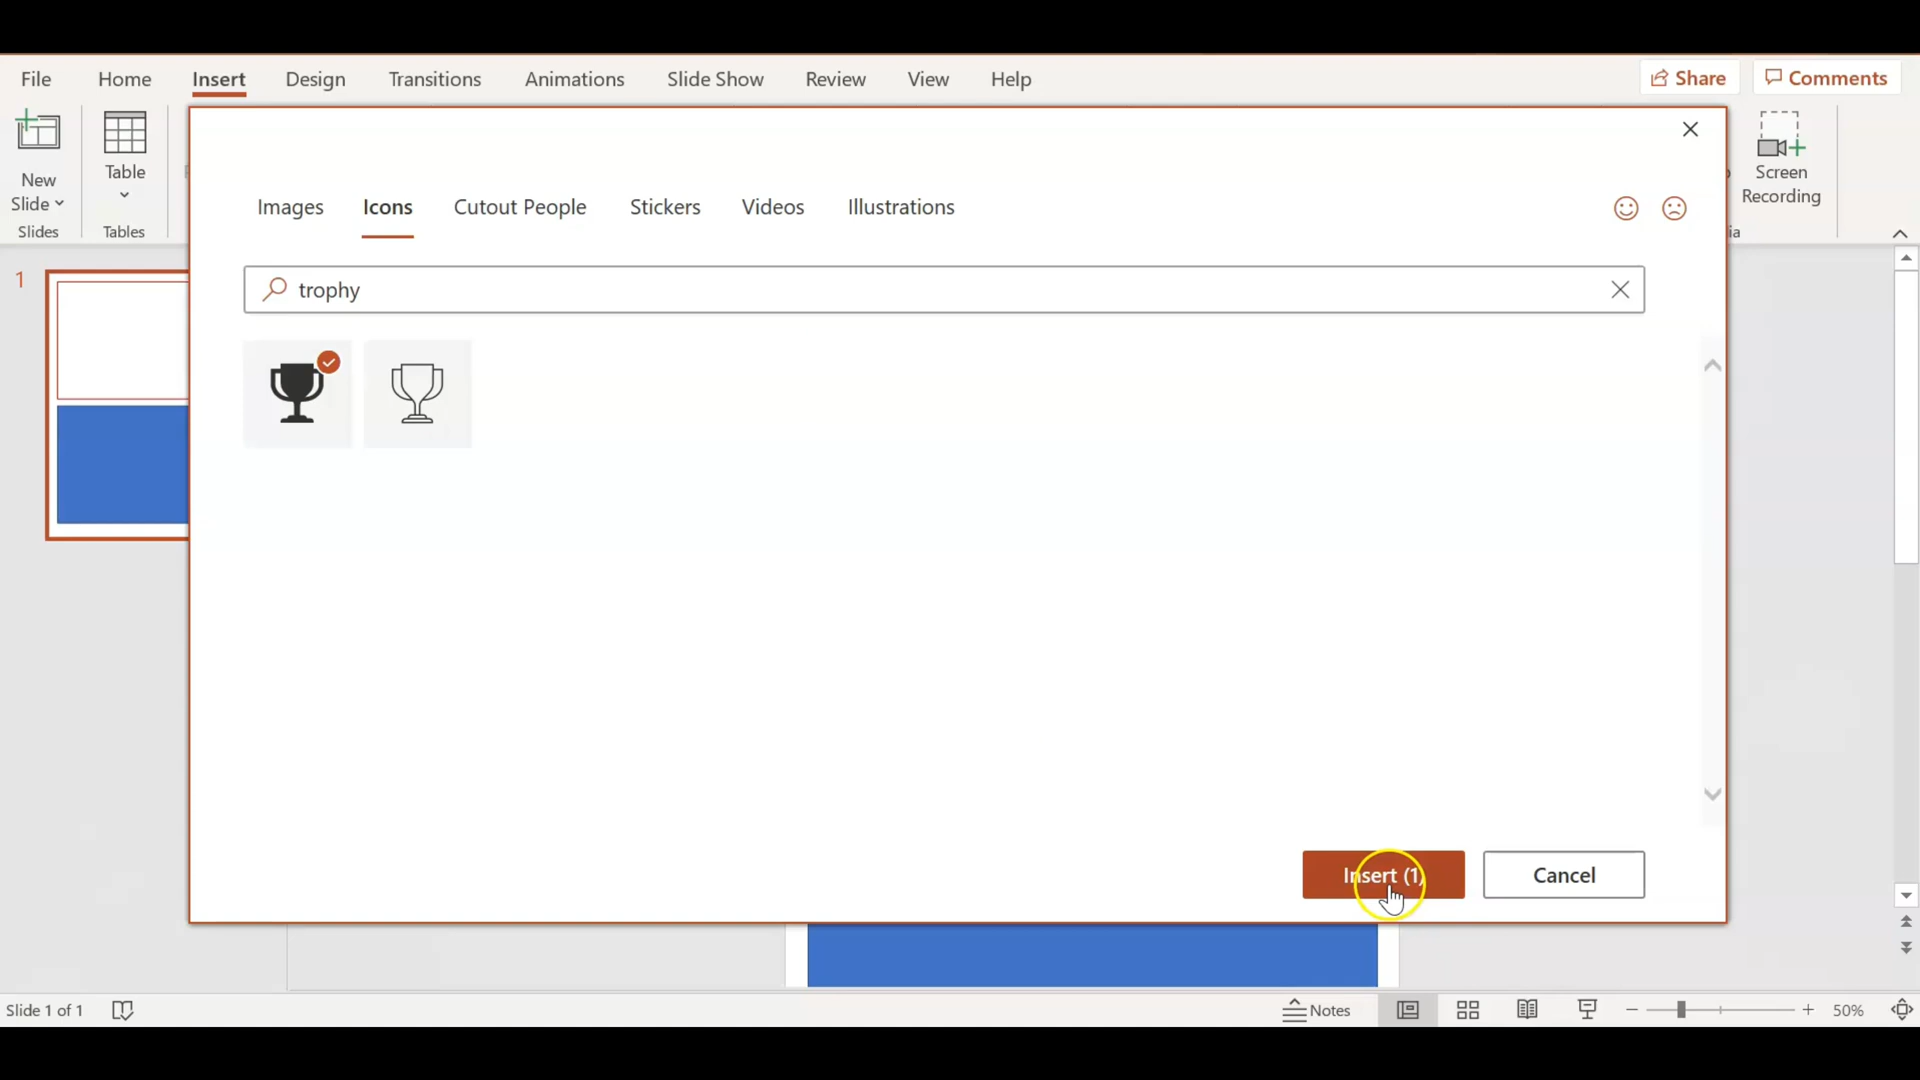 File Home Insert Design Transitions Animations Slide Show Review View Help
Share Comments
New
Slide
Slides
Table
Tables
Screen
Recording
ia
Images Icons Cutout People Stickers Videos Illustrations
trophy
1
Insert (1)
Cancel
Slide 1 of 1
Notes
50%